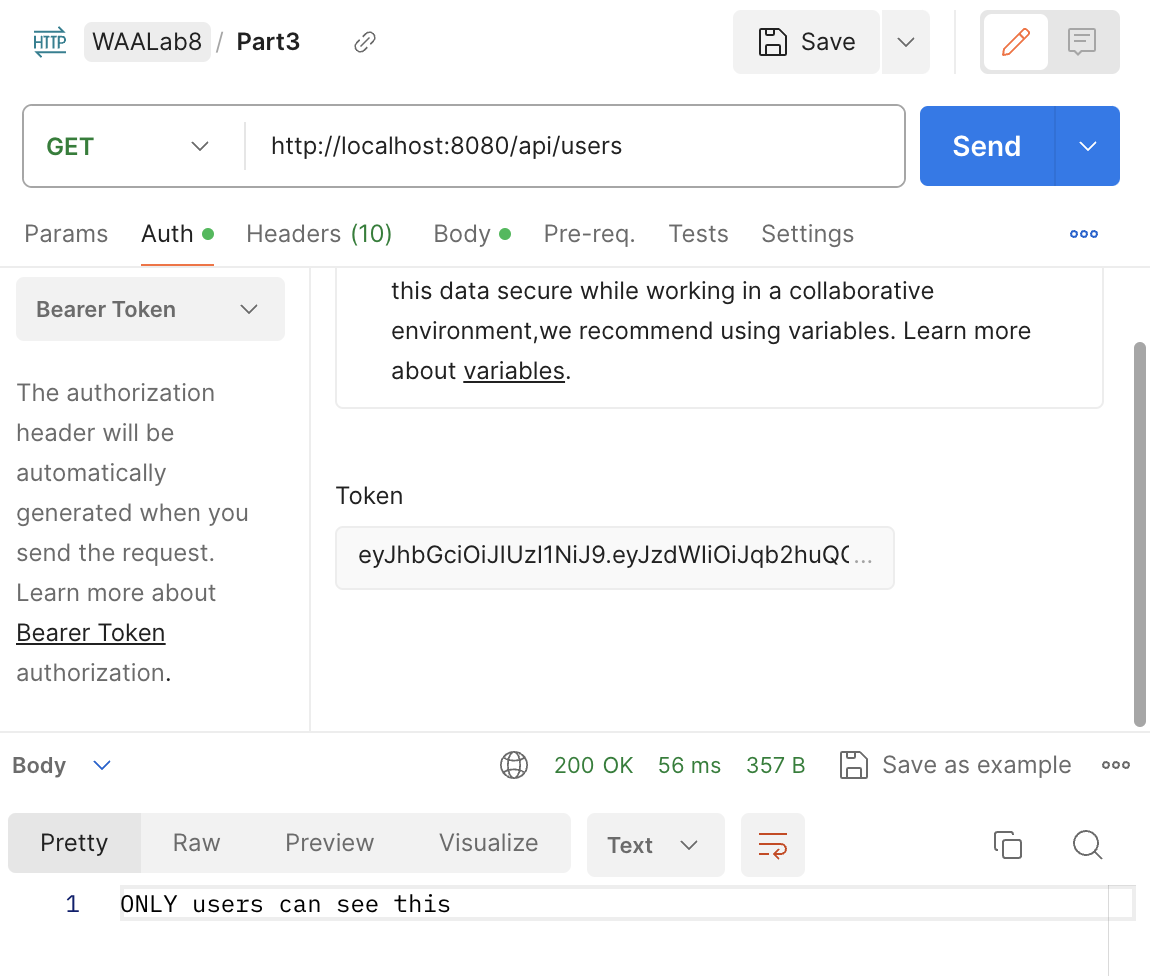 HTTP WAALab8 / Part3 Save
GET http://localhost:8080/api/users Send
Params Auth Headers (10) Body Pre-req. Tests Settings
Bearer Token
The authorization
header will be
automatically
generated when you
send the request.
Learn more about
Bearer Token
authorization.
this data secure while working in a collaborative
environment,we recommend using variables. Learn more
about variables.
Token
eyJhbGciOiJIUzI1NiJ9.eyJzdWIiOiJqb2huQ...
Body 200 OK 56 ms 357 B Save as example
Pretty Raw Preview Visualize Text
1 ONLY users can see this